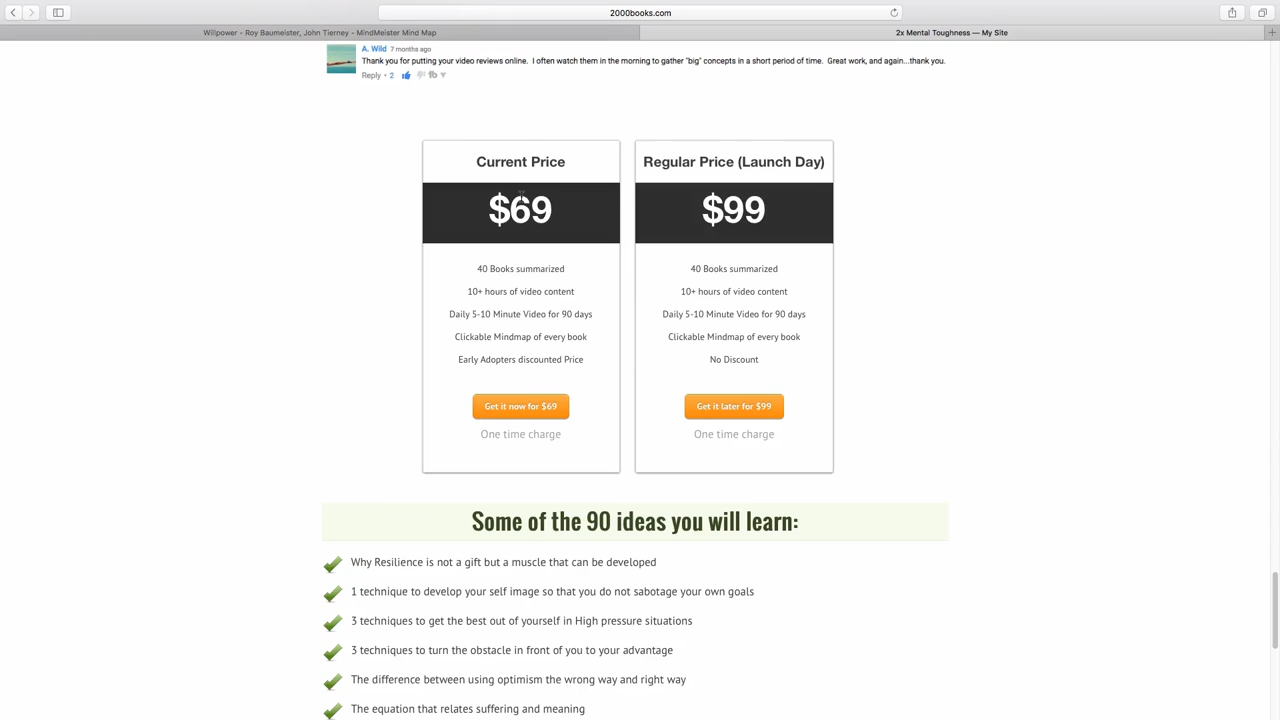 2000books.com
Willpower - Roy Baumeister, John Tierney - MindMeister Mind Map
2x Mental Toughness — My Site
A. Wild 7 months ago
Thank you for putting your video reviews online. I often watch them in the morning to gather "big" concepts in a short period of time. Great work, and again...thank you.
Reply • 2
Current Price
$69
40 Books summarized
10+ hours of video content
Daily 5-10 Minute Video for 90 days
Clickable Mindmap of every book
Early Adopters discounted Price
Get it now for $69
One time charge
Regular Price (Launch Day)
$99
40 Books summarized
10+ hours of video content
Daily 5-10 Minute Video for 90 days
Clickable Mindmap of every book
No Discount
Get it later for $99
One time charge
Some of the 90 ideas you will learn:
Why Resilience is not a gift but a muscle that can be developed
1 technique to develop your self image so that you do not sabotage your own goals
3 techniques to get the best out of yourself in High pressure situations
3 techniques to turn the obstacle in front of you to your advantage
The difference between using optimism the wrong way and right way
The equation that relates suffering and meaning